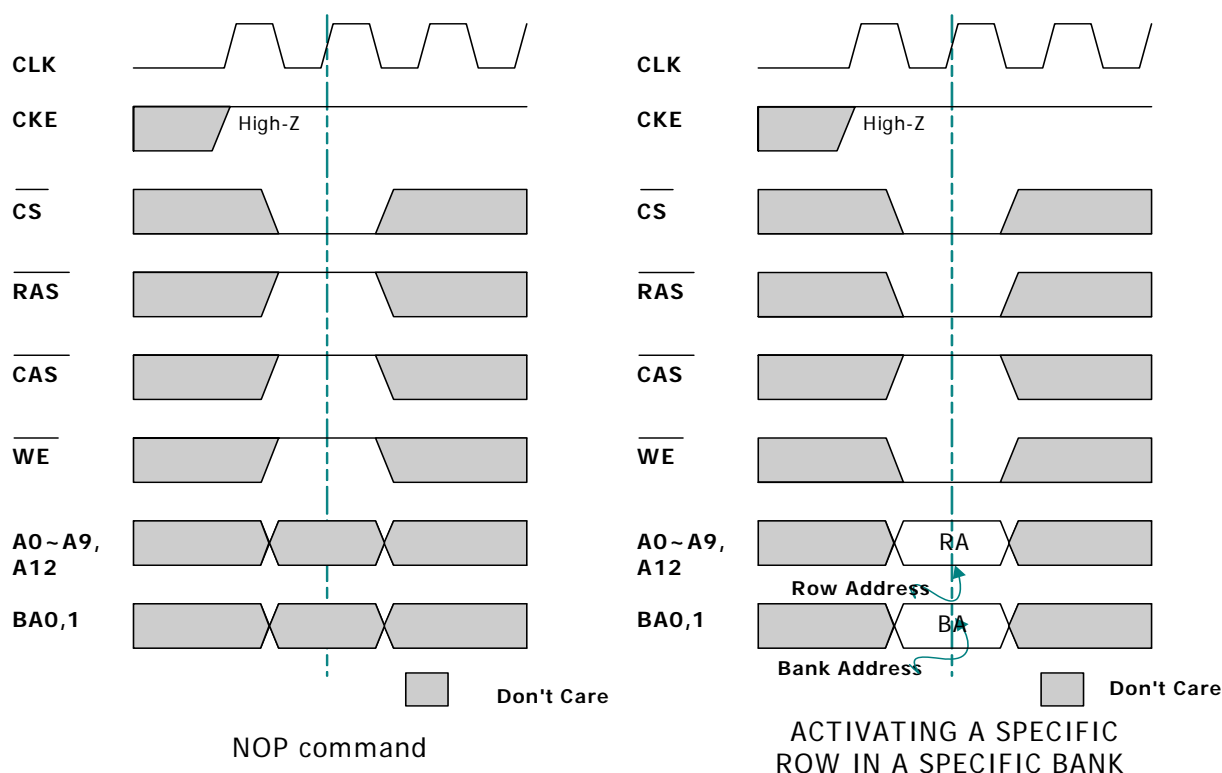 CLK
CKE
High-Z
CS
RAS
CAS
WE
A0~A9,
A12
BA0,1
Don't Care
NOP command
CLK
CKE
High-Z
CS
RAS
CAS
WE
A0~A9,
A12
RA
Row Address
BA0,1
BA
Bank Address
Don't Care
ACTIVATING A SPECIFIC
ROW IN A SPECIFIC BANK